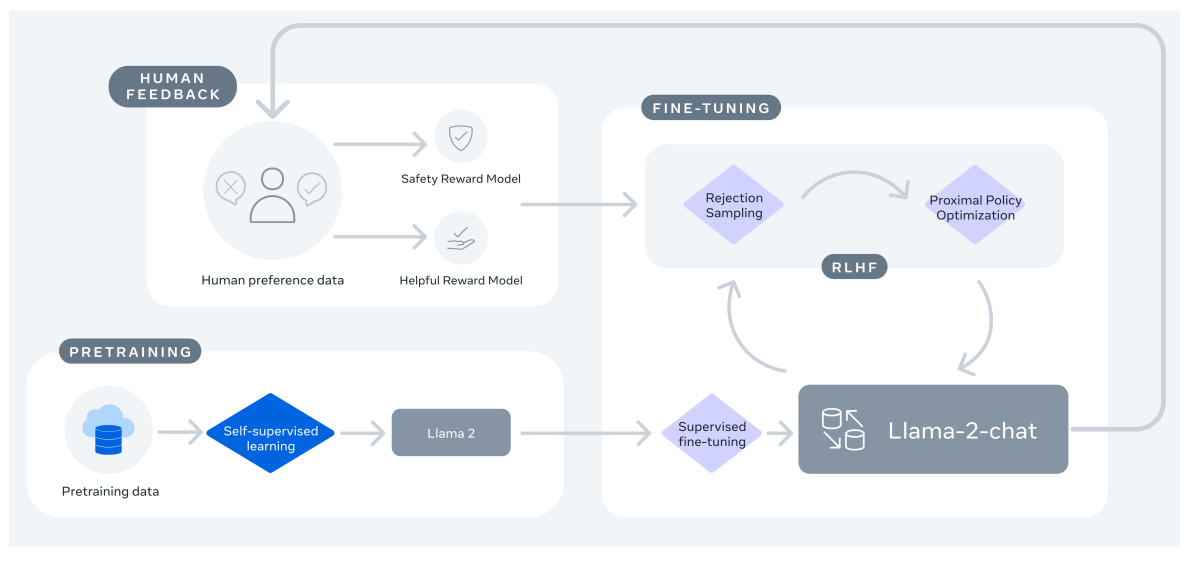 HUMAN
FEEDBACK
Safety Reward Model
Human preference data
Helpful Reward Model
FINE-TUNING
Rejection
Sampling
Proximal Policy
Optimization
RLHF
PRETRAINING
Pretraining data
Self-supervised
learning
Llama 2
Supervised
fine-tuning
Llama-2-chat